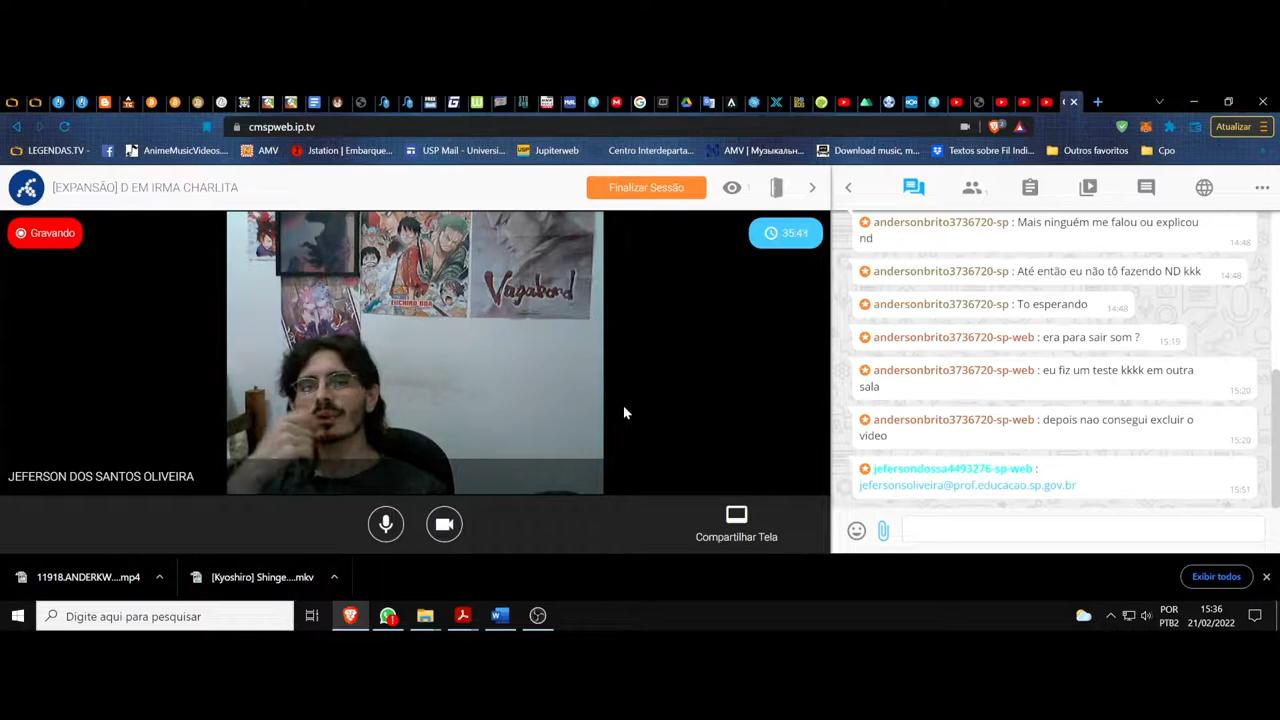 cmspweb.ip.tv
Atualizar
LEGENDAS.TV -
AnimeMusicVideos...
AMV
Jstation | Embarque...
USP Mail - Universi...
Jupiterweb
Centro Interdeparta...
AMV | Музыкальн...
Download music, m...
Textos sobre Fil Indi...
Outros favoritos
Cpo
[EXPANSÃO] D EM IRMA CHARLITA
Finalizar Sessão
1
1
Gravando
35:41
Vagabond
JEFERSON DOS SANTOS OLIVEIRA
Compartilhar Tela
andersonbrito3736720-sp : Mais ninguém me falou ou explicou
nd
14:48
andersonbrito3736720-sp : Até então eu não tô fazendo ND kkk
14:48
andersonbrito3736720-sp : To esperando
14:48
andersonbrito3736720-sp-web : era para sair som ?
15:19
andersonbrito3736720-sp-web : eu fiz um teste kkkk em outra
sala
15:20
andersonbrito3736720-sp-web : depois nao consegui excluir o
video
15:20
jefersondossa4493276-sp-web :
jefersonsoliveira@prof.educacao.sp.gov.br
15:51
11918.ANDERKW....mp4
[Kyoshiro] Shinge....mkv
Exibir todos
Digite aqui para pesquisar
POR
PTB2
15:36
21/02/2022